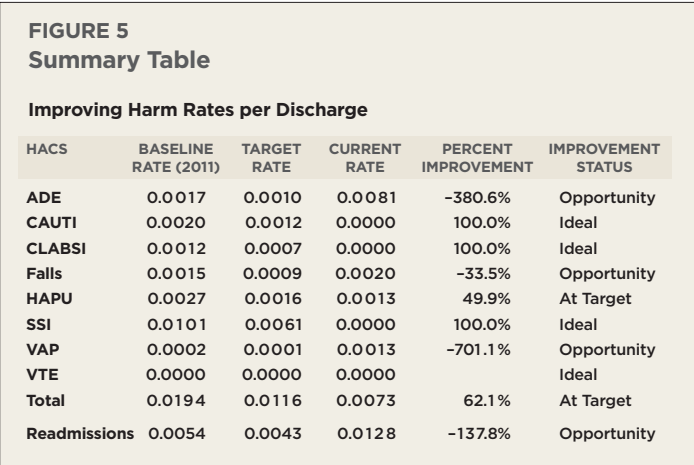 FIGURE 5
Summary Table
Improving Harm Rates per Discharge
HACS BASELINE RATE (2011) TARGET RATE CURRENT RATE PERCENT IMPROVEMENT IMPROVEMENT STATUS
ADE 0.0017 0.0010 0.0081 –380.6% Opportunity
CAUTI 0.0020 0.0012 0.0000 100.0% Ideal
CLABSI 0.0012 0.0007 0.0000 100.0% Ideal
Falls 0.0015 0.0009 0.0020 –33.5% Opportunity
HAPU 0.0027 0.0016 0.0013 49.9% At Target
SSI 0.0101 0.0061 0.0000 100.0% Ideal
VAP 0.0002 0.0001 0.0013 –701.1% Opportunity
VTE 0.0000 0.0000 0.0000 Ideal
Total 0.0194 0.0116 0.0073 62.1% At Target
Readmissions 0.0054 0.0043 0.0128 –137.8% Opportunity